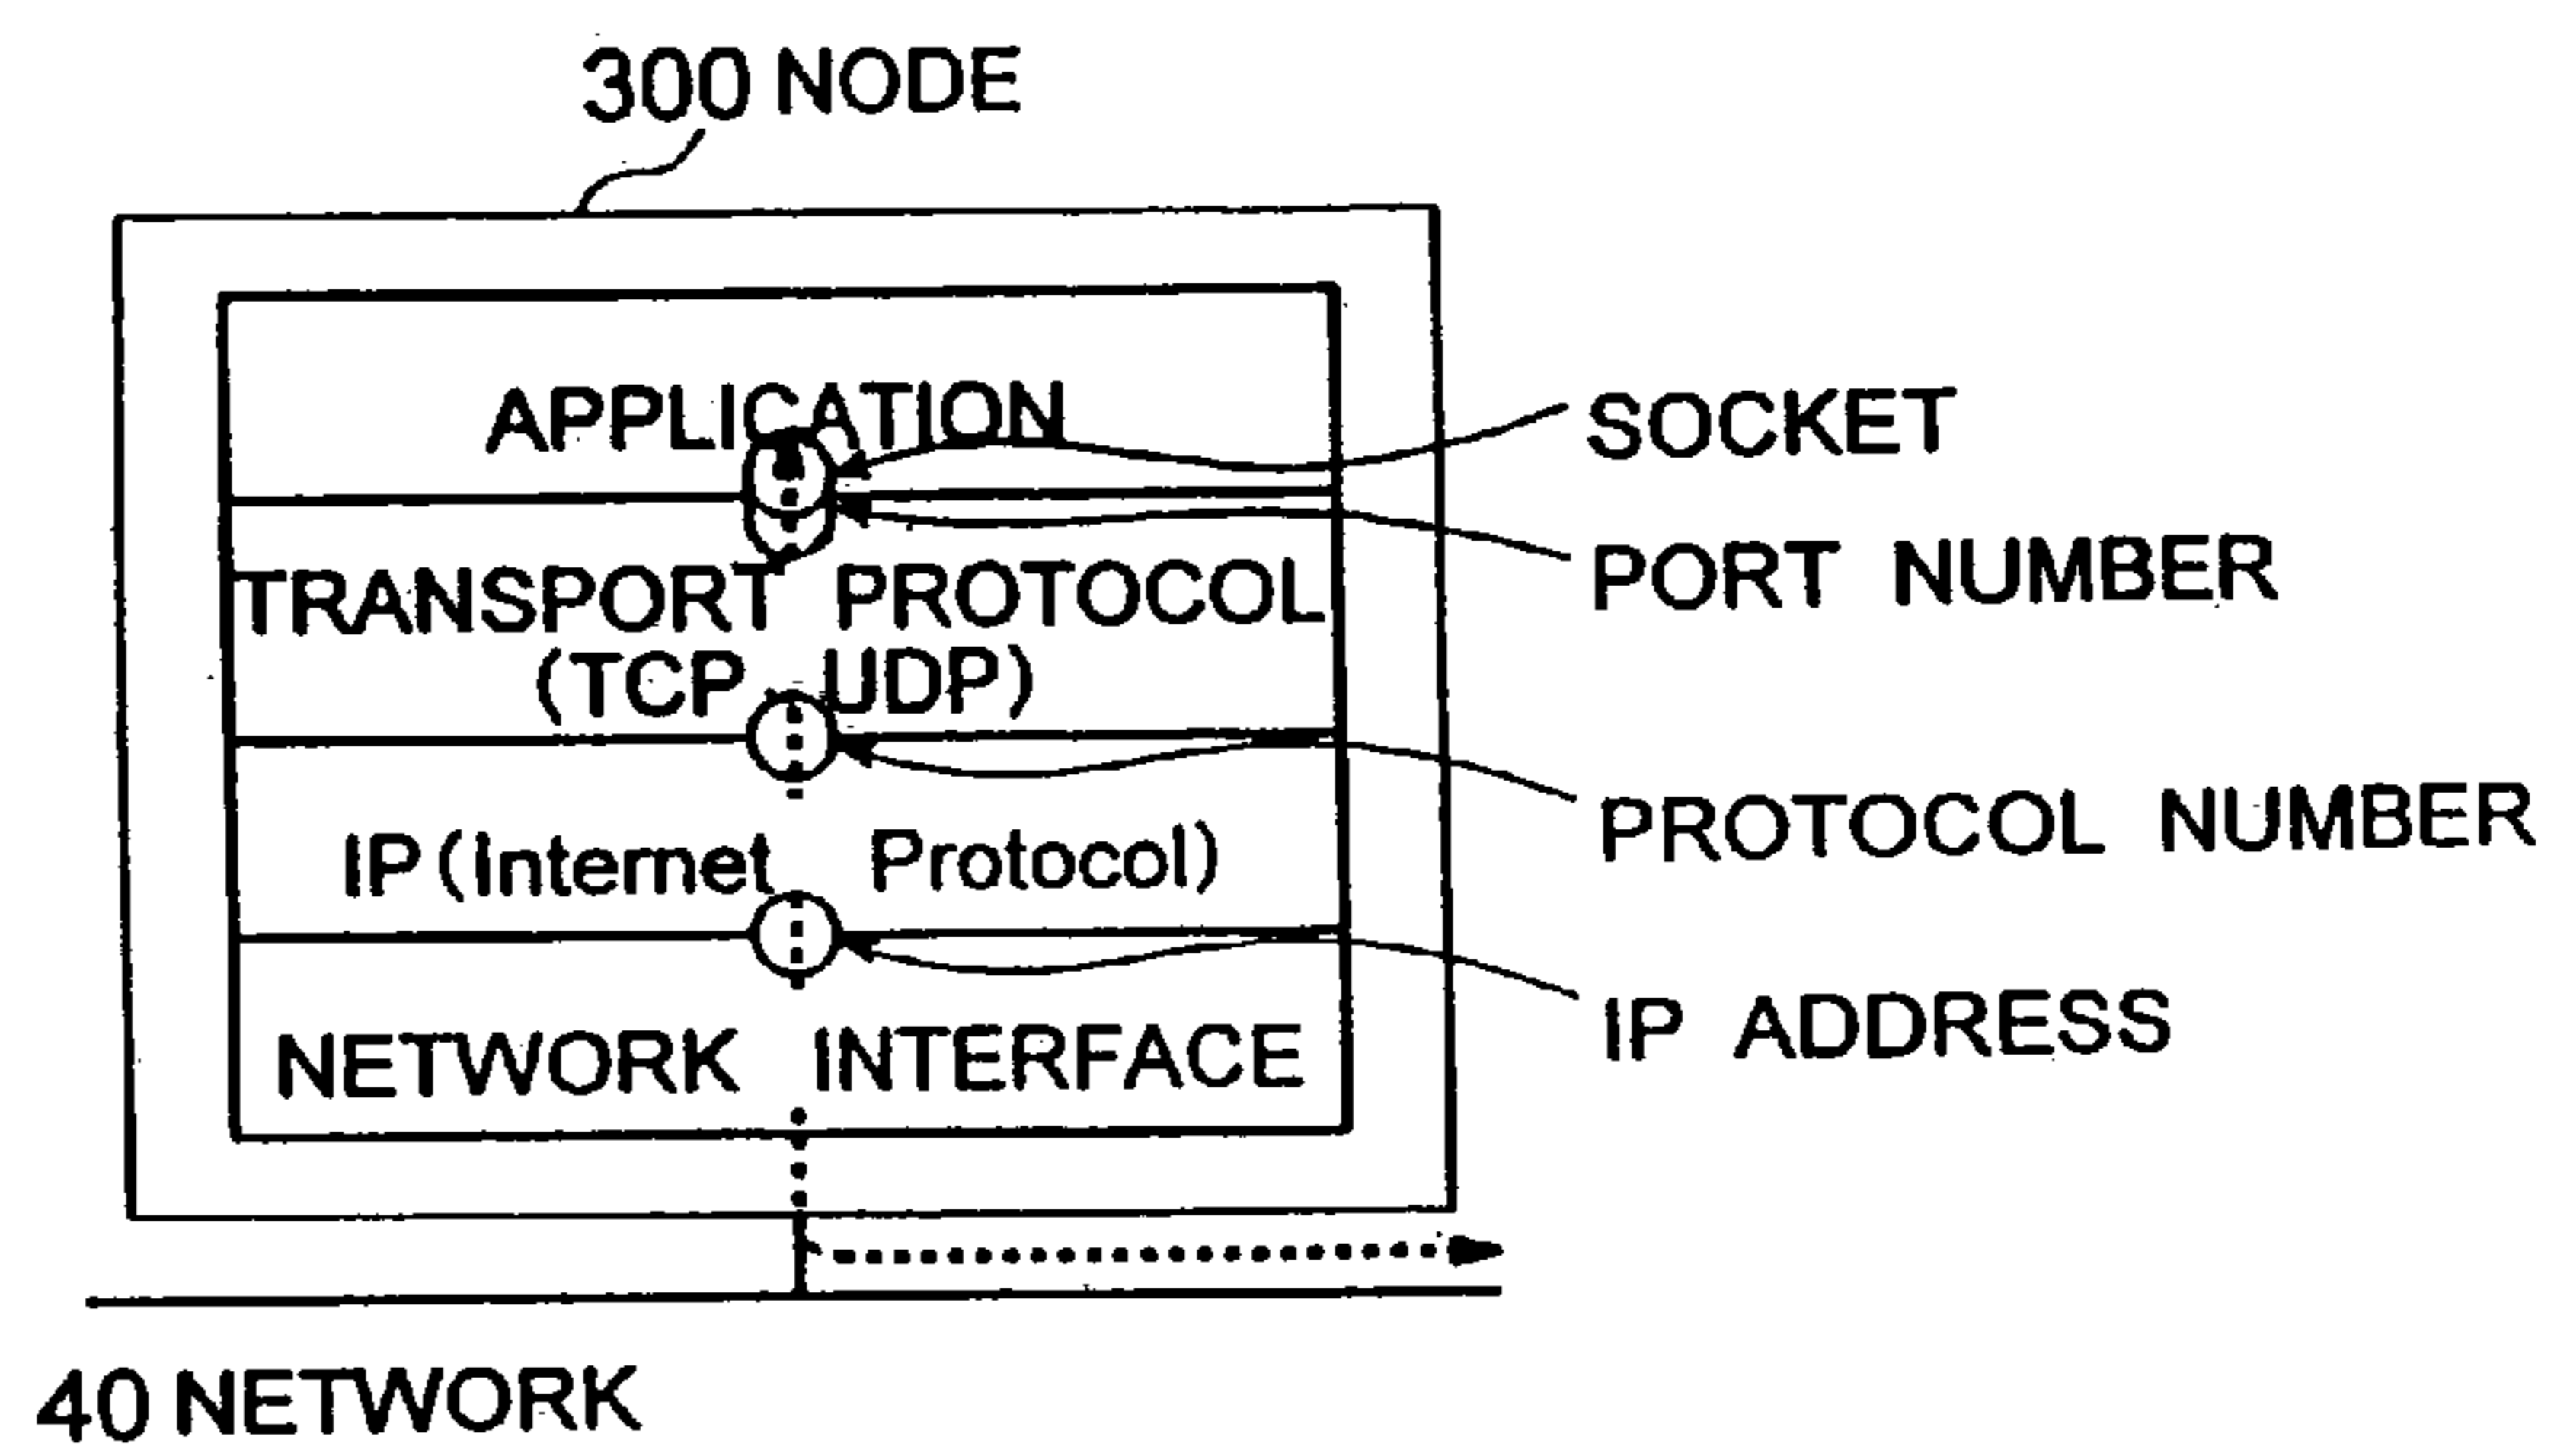 300 NODE
APPLICATION
SOCKET
PORT NUMBER
TRANSPORT PROTOCOL
(TCP, UDP)
PROTOCOL NUMBER
IP (Internet Protocol)
IP ADDRESS
NETWORK INTERFACE
40 NETWORK